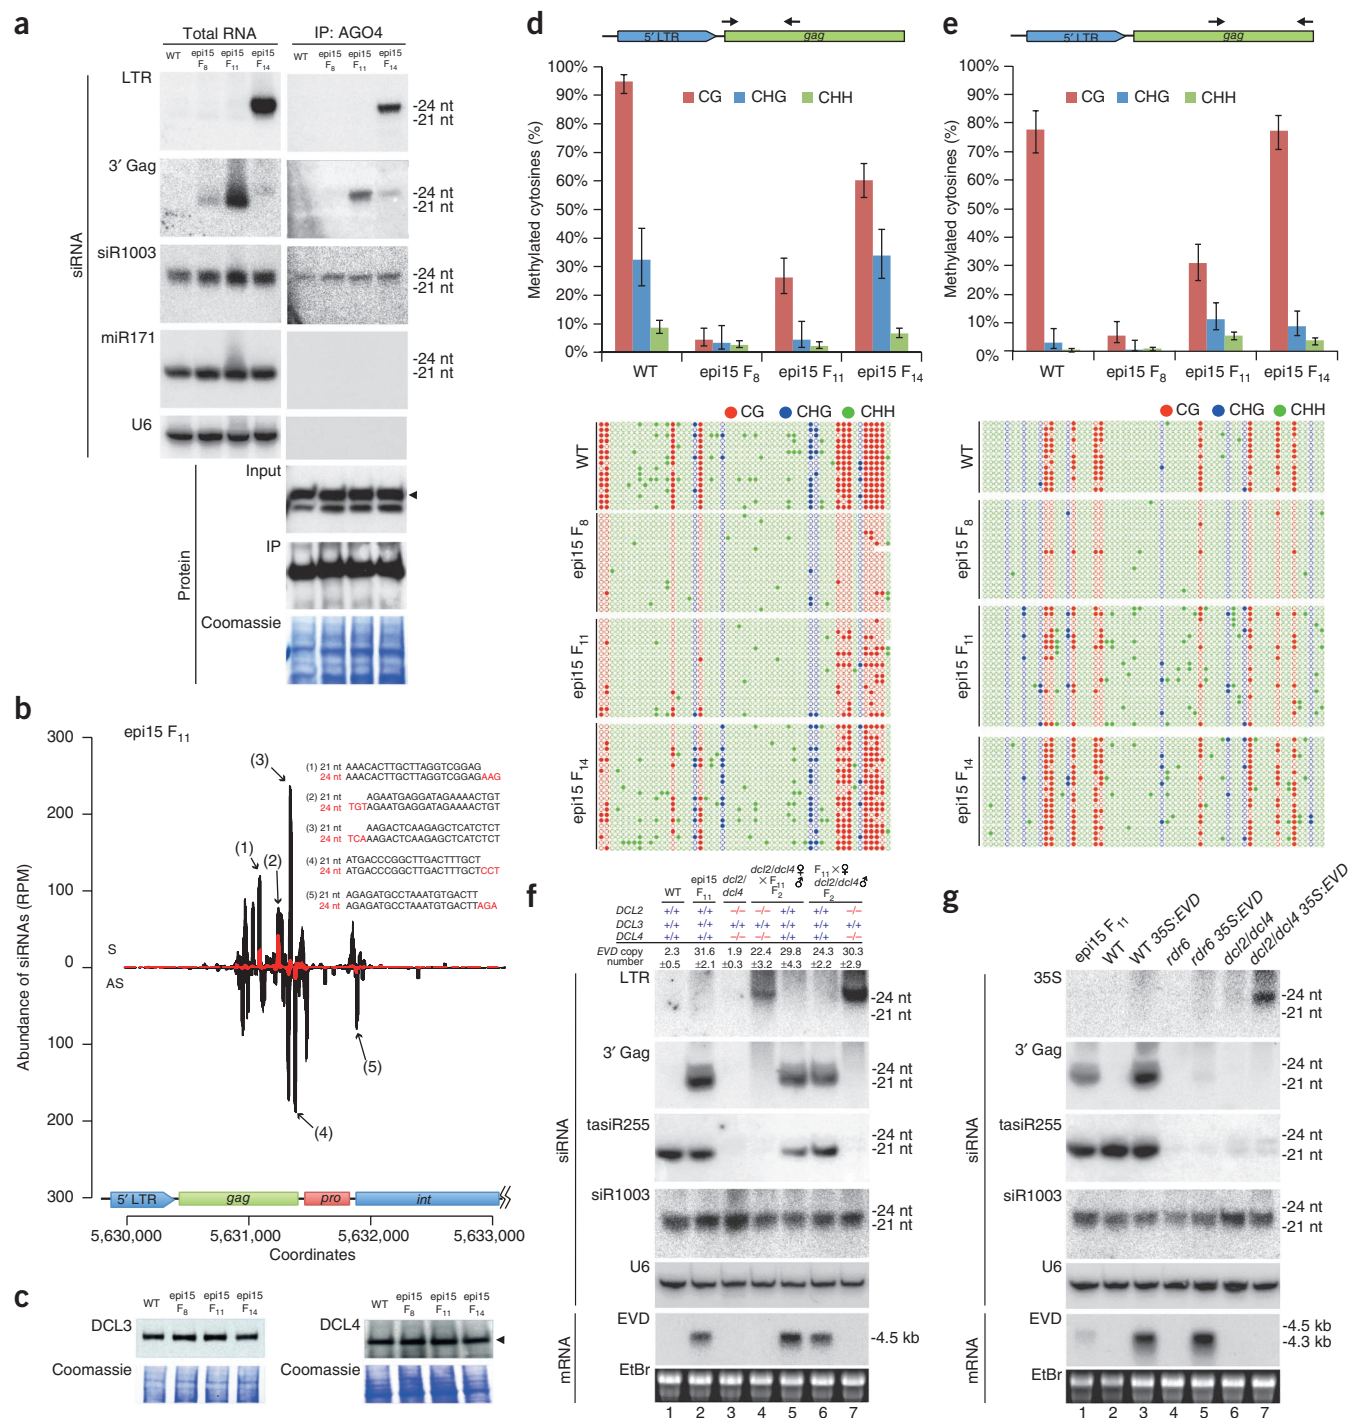 a
Total RNA
IP: AGO4
WT epi15 F8 epi15 F11 epi15 F14
WT epi15 F8 epi15 F11 epi15 F14
siRNA
LTR
-24 nt
-21 nt
3′ Gag
-24 nt
-21 nt
siR1003
-24 nt
-21 nt
miR171
-24 nt
-21 nt
U6
Protein
Input
IP
Coomassie
b
epi15 F11
Abundance of siRNAs (RPM)
300
200
100
0
100
200
300
S
AS
(1)
(2)
(3)
(4)
(5)
(1) 21 nt AAACACTTGCTTAGGTCGGAG
24 nt AAACACTTGCTTAGGTCGGAGAAG
(2) 21 nt AGAATGAGGATAGAAAACTGT
24 nt TGTAGAATGAGGATAGAAAACTGT
(3) 21 nt AAGACTCAAGAGCTCATCTCT
24 nt TCAAAGACTCAAGAGCTCATCTCT
(4) 21 nt ATGACCCGGCTTGACTTTGCT
24 nt ATGACCCGGCTTGACTTTGCTCCT
(5) 21 nt AGAGATGCCTAAATGTGACTT
24 nt AGAGATGCCTAAATGTGACTTAGA
5′ LTR gag pro int
5,630,000 5,631,000 5,632,000 5,633,000
Coordinates
c
WT epi15 F8 epi15 F11 epi15 F14
DCL3
Coomassie
WT epi15 F8 epi15 F11 epi15 F14
DCL4
Coomassie
d
5′ LTR gag
Methylated cytosines (%)
100%
90%
80%
70%
60%
50%
40%
30%
20%
10%
0%
CG CHG CHH
WT epi15 F8 epi15 F11 epi15 F14
CG CHG CHH
WT
epi15 F8
epi15 F11
epi15 F14
e
5′ LTR gag
Methylated cytosines (%)
100%
90%
80%
70%
60%
50%
40%
30%
20%
10%
0%
CG CHG CHH
WT epi15 F8 epi15 F11 epi15 F14
CG CHG CHH
WT
epi15 F8
epi15 F11
epi15 F14
f
WT
epi15 F11
dcl2/dcl4
dcl2/dcl4 ♀ × F11 ♂ F2
F11 × ♀ dcl2/dcl4 ♂ F2
DCL2 +/+ +/+ −/− −/− +/+ +/+ −/−
DCL3 +/+ +/+ +/+ +/+ +/+ +/+ +/+
DCL4 +/+ +/+ −/− −/− +/+ +/+ −/−
EVD copy number 2.3 31.6 1.9 22.4 29.8 24.3 30.3
±0.5 ±2.1 ±0.3 ±3.2 ±4.3 ±2.2 ±2.9
siRNA
LTR
-24 nt
-21 nt
3′ Gag
-24 nt
-21 nt
tasiR255
-24 nt
-21 nt
siR1003
-24 nt
-21 nt
U6
mRNA
EVD
-4.5 kb
EtBr
1 2 3 4 5 6 7
g
epi15 F11
WT
WT 35S:EVD
rdr6
rdr6 35S:EVD
dcl2/dcl4
dcl2/dcl4 35S:EVD
siRNA
35S
-24 nt
-21 nt
3′ Gag
-24 nt
-21 nt
tasiR255
-24 nt
-21 nt
siR1003
-24 nt
-21 nt
U6
mRNA
EVD
-4.5 kb
-4.3 kb
EtBr
1 2 3 4 5 6 7